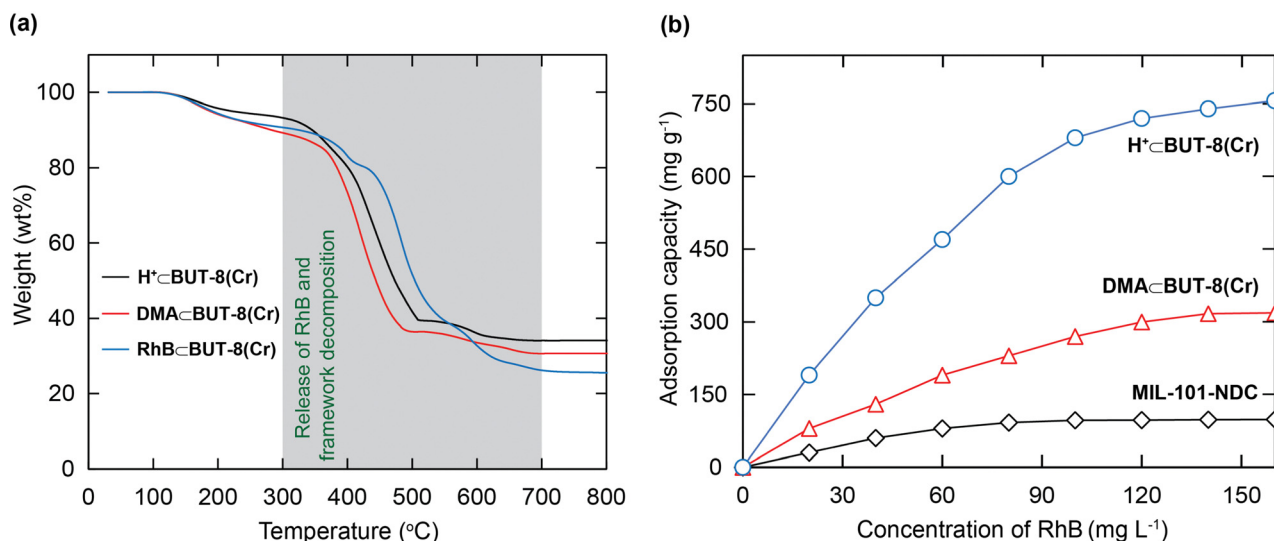 (a)
100
80
60
40
20
0
Weight (wt%)
H⁺⊂BUT-8(Cr)
DMA⊂BUT-8(Cr)
RhB⊂BUT-8(Cr)
Release of RhB and
framework decomposition
0 100 200 300 400 500 600 700 800
Temperature (°C)
(b)
750
600
450
300
150
0
Adsorption capacity (mg g⁻¹)
H⁺⊂BUT-8(Cr)
DMA⊂BUT-8(Cr)
MIL-101-NDC
0 30 60 90 120 150
Concentration of RhB (mg L⁻¹)